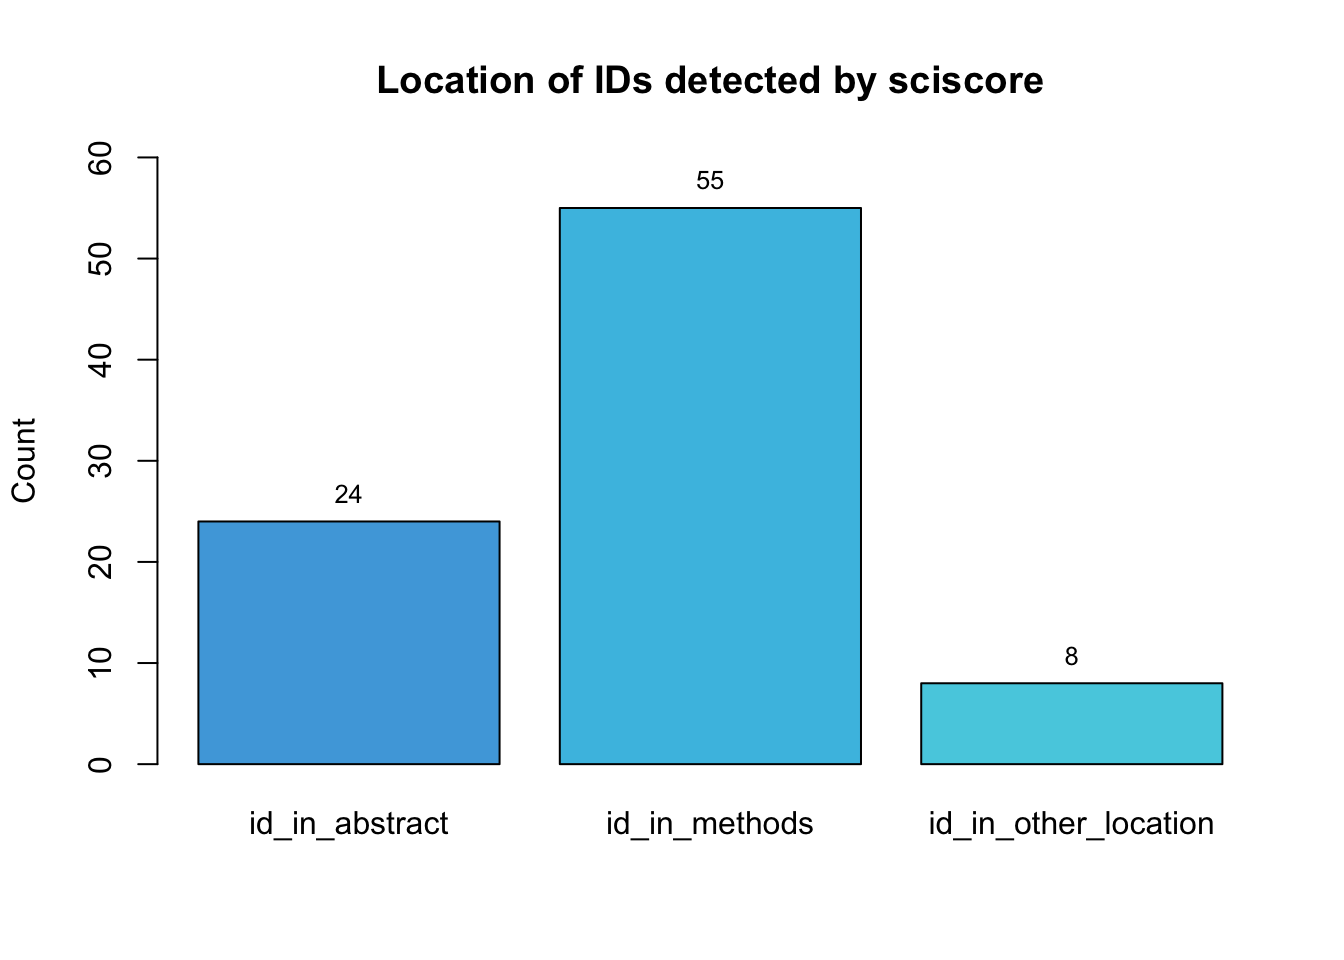 Location of IDs detected by sciscore
Count
60
50
40
30
20
10
0
24
55
8
id_in_abstract
id_in_methods
id_in_other_location